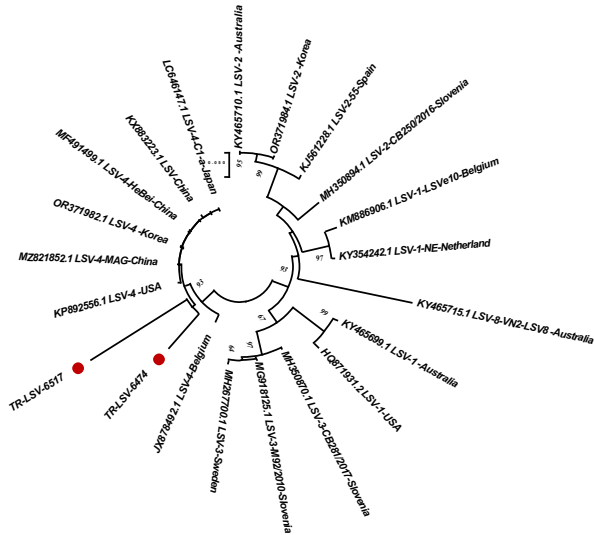 KY465710.1 LSV-2 -Australia
OR371984.1 LSV-2 -Korea
KJ561228.1 LSV-2-55-Spain
MH350894.1 LSV-2-CB250/2016-Slovenia
KM886906.1 LSV-1-LSVe10-Belgium
KY354242.1 LSV-1-NE-Netherland
KY465715.1 LSV-8-VN2-LSV8 -Australia
KY465699.1 LSV-1-Australia
HQ871931.2 LSV-1-USA
MH350870.1 LSV-3-CB281/2017-Slovenia
MG918125.1 LSV-3-M92/2010-Slovenia
MH267700.1 LSV-3-Sweden
JX878492.1 LSV-4-Belgium
TR-LSV-6474
TR-LSV-6517
KP892556.1 LSV-4 -USA
MZ821852.1 LSV-4-MAG-China
OR371982.1 LSV-4 -Korea
MF491499.1 LSV-4-HeBei-China
KX883223.1 LSV-China
LC646147.1 LSV-4-C1-a-Japan
95
99
97
93
99
67
97
93